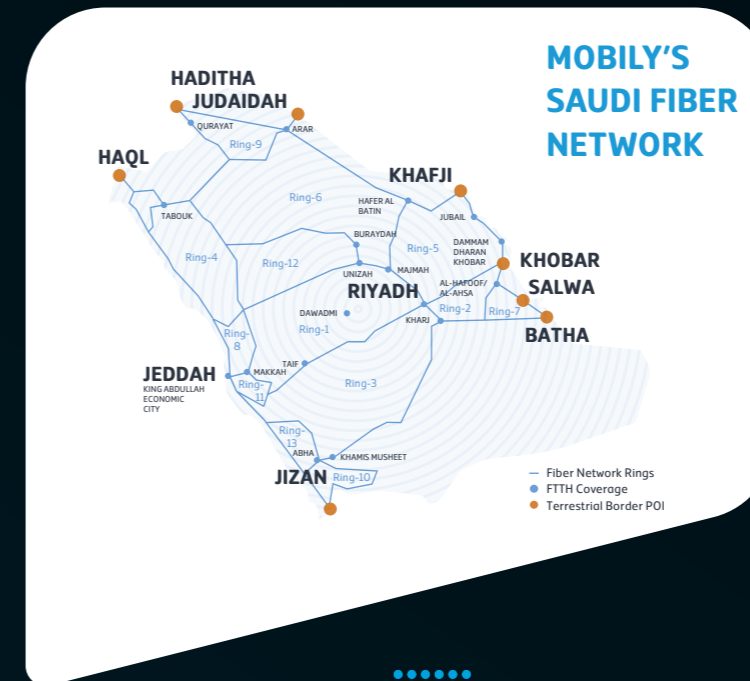 MOBILY'S
SAUDI FIBER
NETWORK
HADITHA
JUDAIDAH
QURAYAT
ARAR
Ring-9
HAQL
TABOUK
KHAFJI
Ring-6
HAFER AL
BATIN
JUBAIL
BURAYDAH
Ring-5
DAMMAM
DHARAN
KHOBAR
KHOBAR
Ring-4
Ring-12
UNIZAH
MAJMAH
RIYADH
AL-HAFOOF/
AL-AHSA
SALWA
DAWADMI
Ring-1
KHARJ
Ring-2
Ring-7
BATHA
Ring-
8
TAIF
MAKKAH
JEDDAH
KING ABDULLAH
ECONOMIC
CITY
Ring-
11
Ring-3
Ring-
13
ABHA
KHAMIS MUSHEET
JIZAN
Ring-10
Fiber Network Rings
FTTH Coverage
Terrestrial Border POI